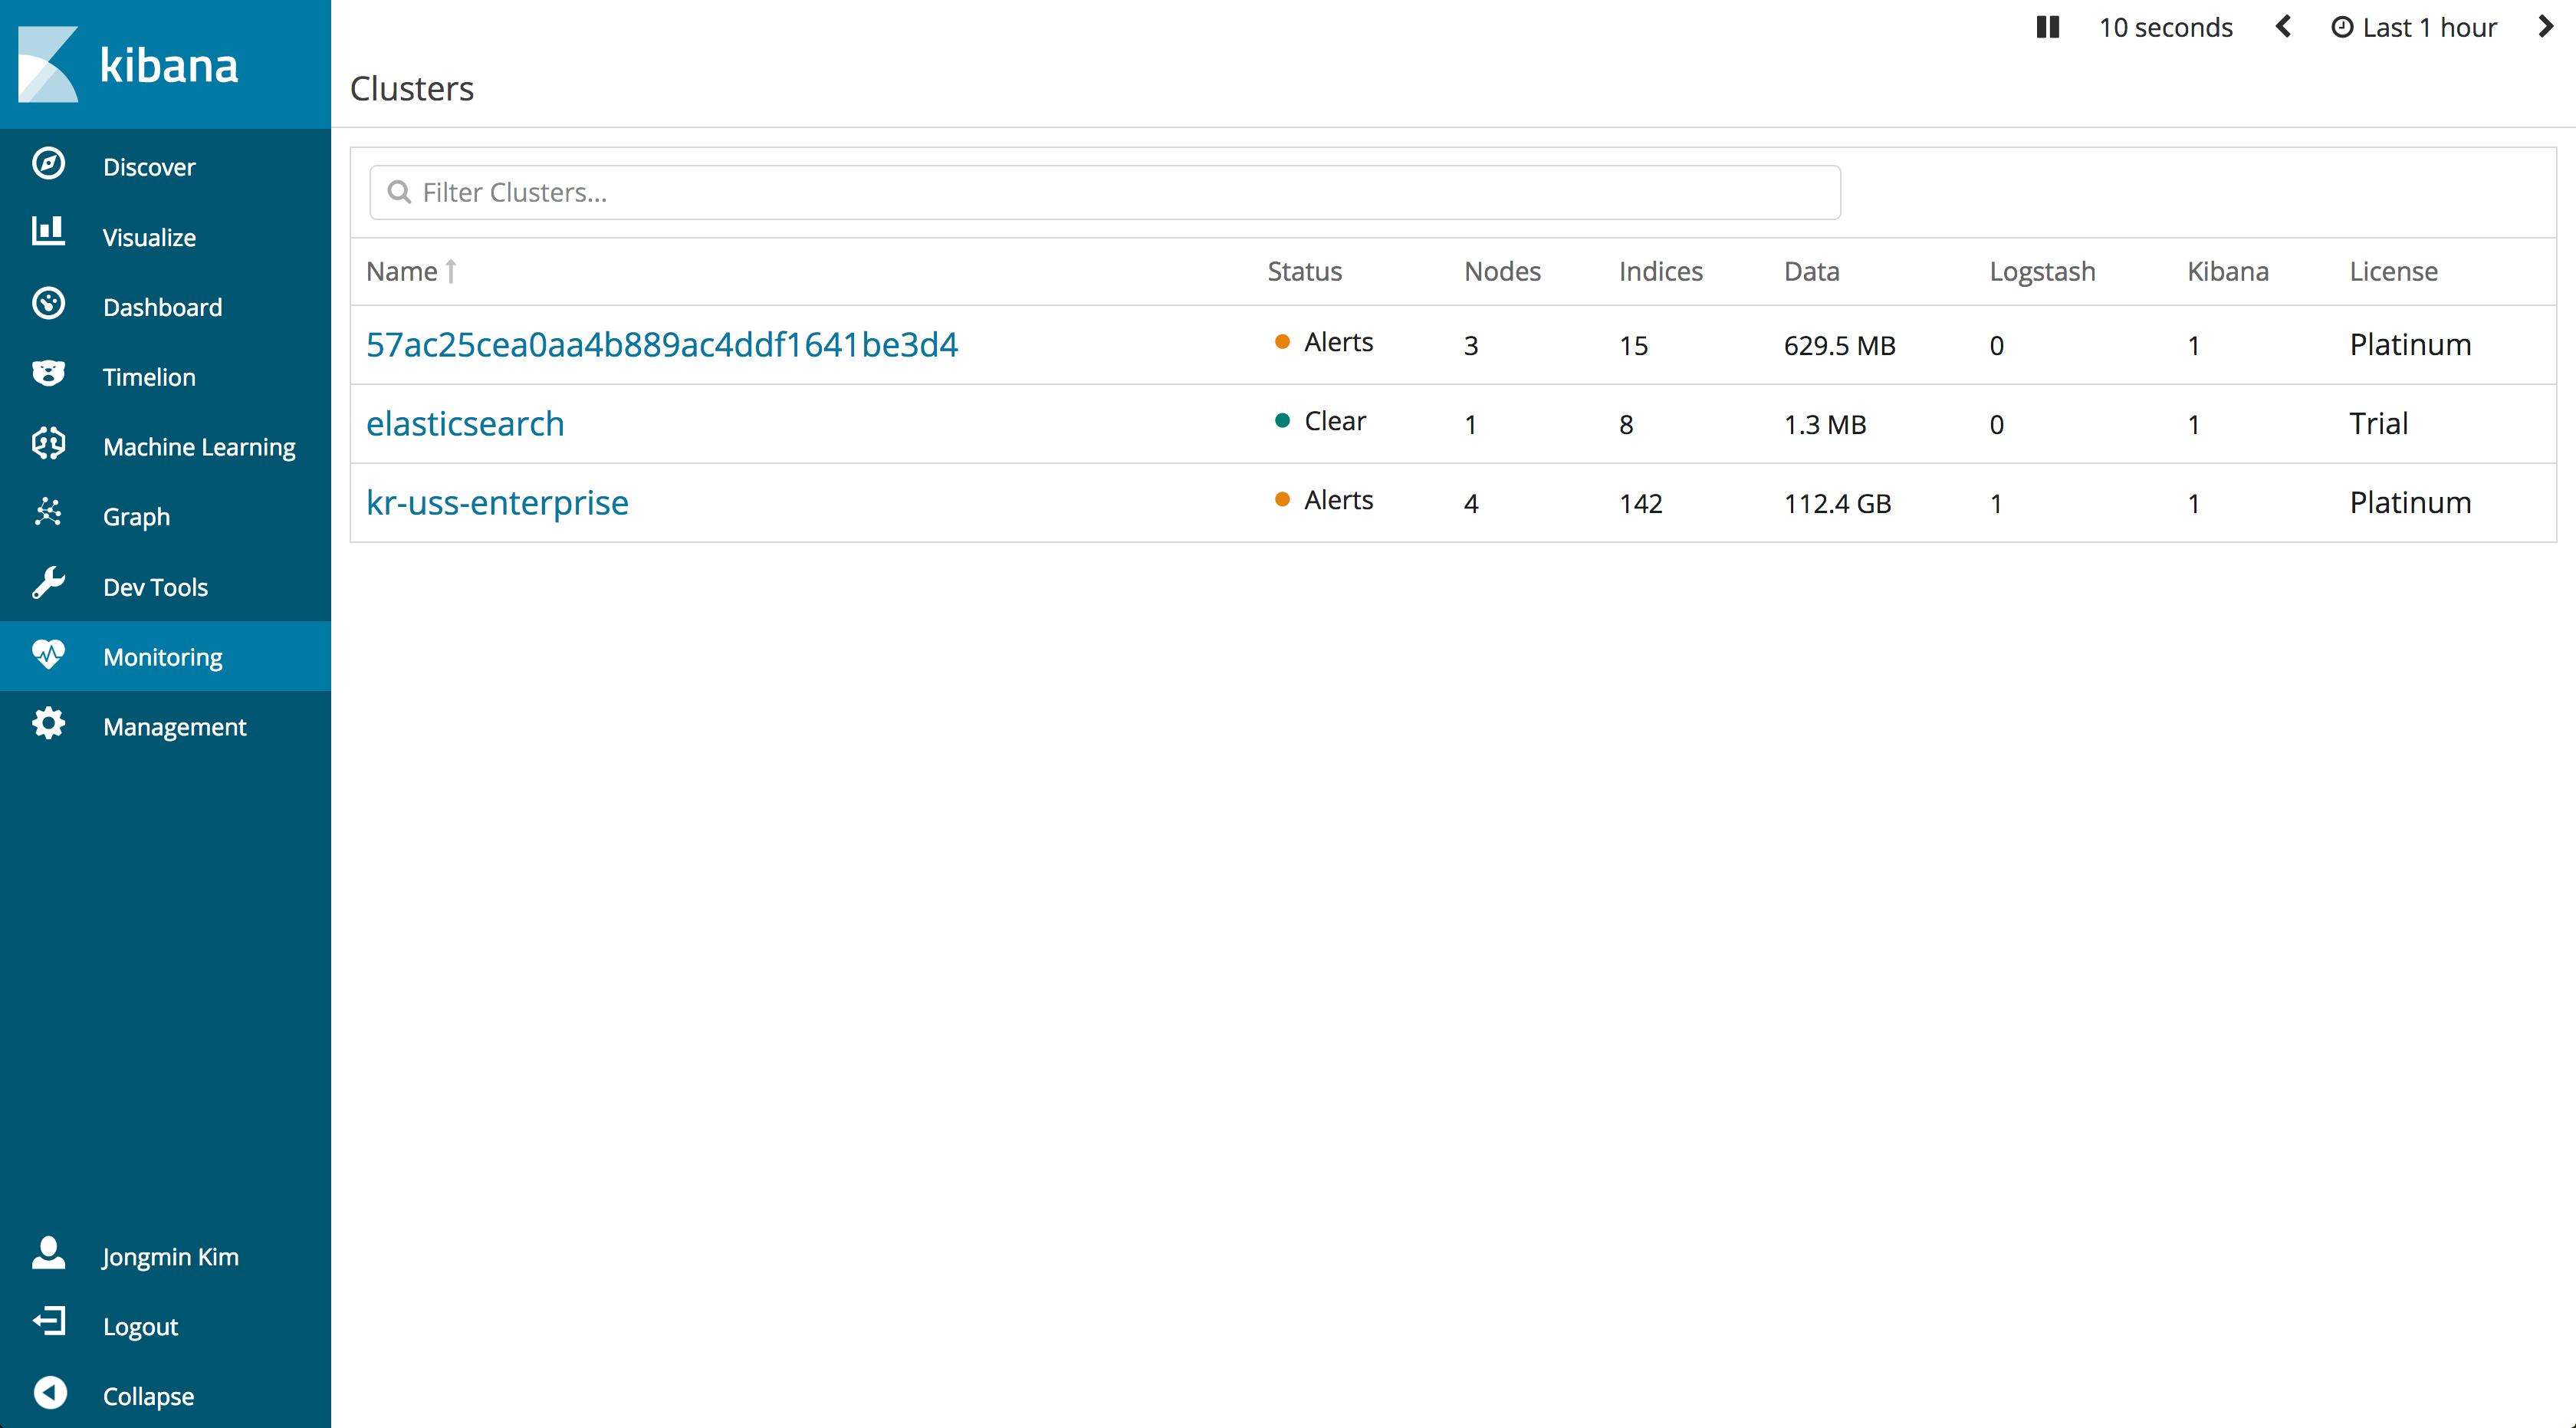 kibana
Discover
Visualize
Dashboard
Timelion
Machine Learning
Graph
Dev Tools
Monitoring
Management
Jongmin Kim
Logout
Collapse
10 seconds Last 1 hour
Clusters
Filter Clusters...
Name Status Nodes Indices Data Logstash Kibana License
57ac25cea0aa4b889ac4ddf1641be3d4 Alerts 3 15 629.5 MB 0 1 Platinum
elasticsearch Clear 1 8 1.3 MB 0 1 Trial
kr-uss-enterprise Alerts 4 142 112.4 GB 1 1 Platinum